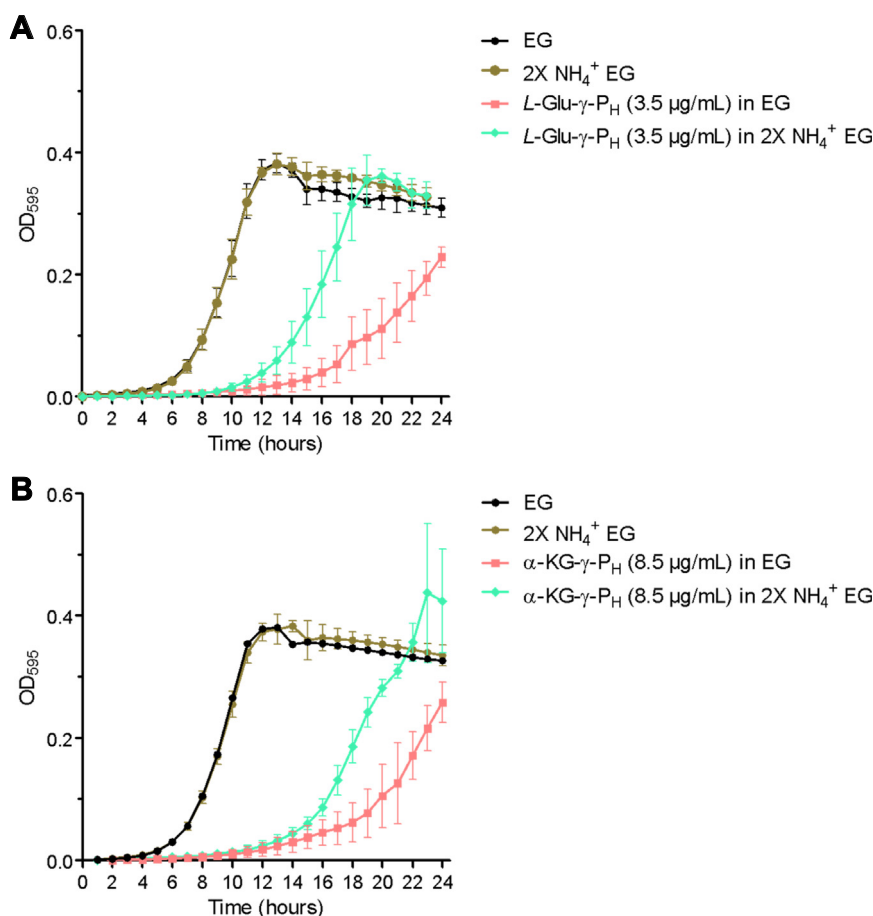 A
0.6
0.4
0.2
0.0
OD₅₉₅
0 2 4 6 8 10 12 14 16 18 20 22 24
Time (hours)
EG
2X NH₄⁺ EG
L-Glu-γ-P_H (3.5 µg/mL) in EG
L-Glu-γ-P_H (3.5 µg/mL) in 2X NH₄⁺ EG
B
0.6
0.4
0.2
0.0
OD₅₉₅
0 2 4 6 8 10 12 14 16 18 20 22 24
Time (hours)
EG
2X NH₄⁺ EG
α-KG-γ-P_H (8.5 µg/mL) in EG
α-KG-γ-P_H (8.5 µg/mL) in 2X NH₄⁺ EG